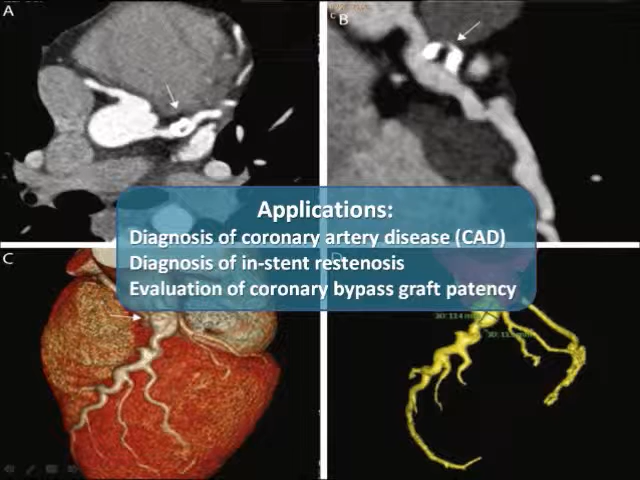 A
B
C
Applications:
Diagnosis of coronary artery disease (CAD)
Diagnosis of in-stent restenosis
Evaluation of coronary bypass graft patency
C
D